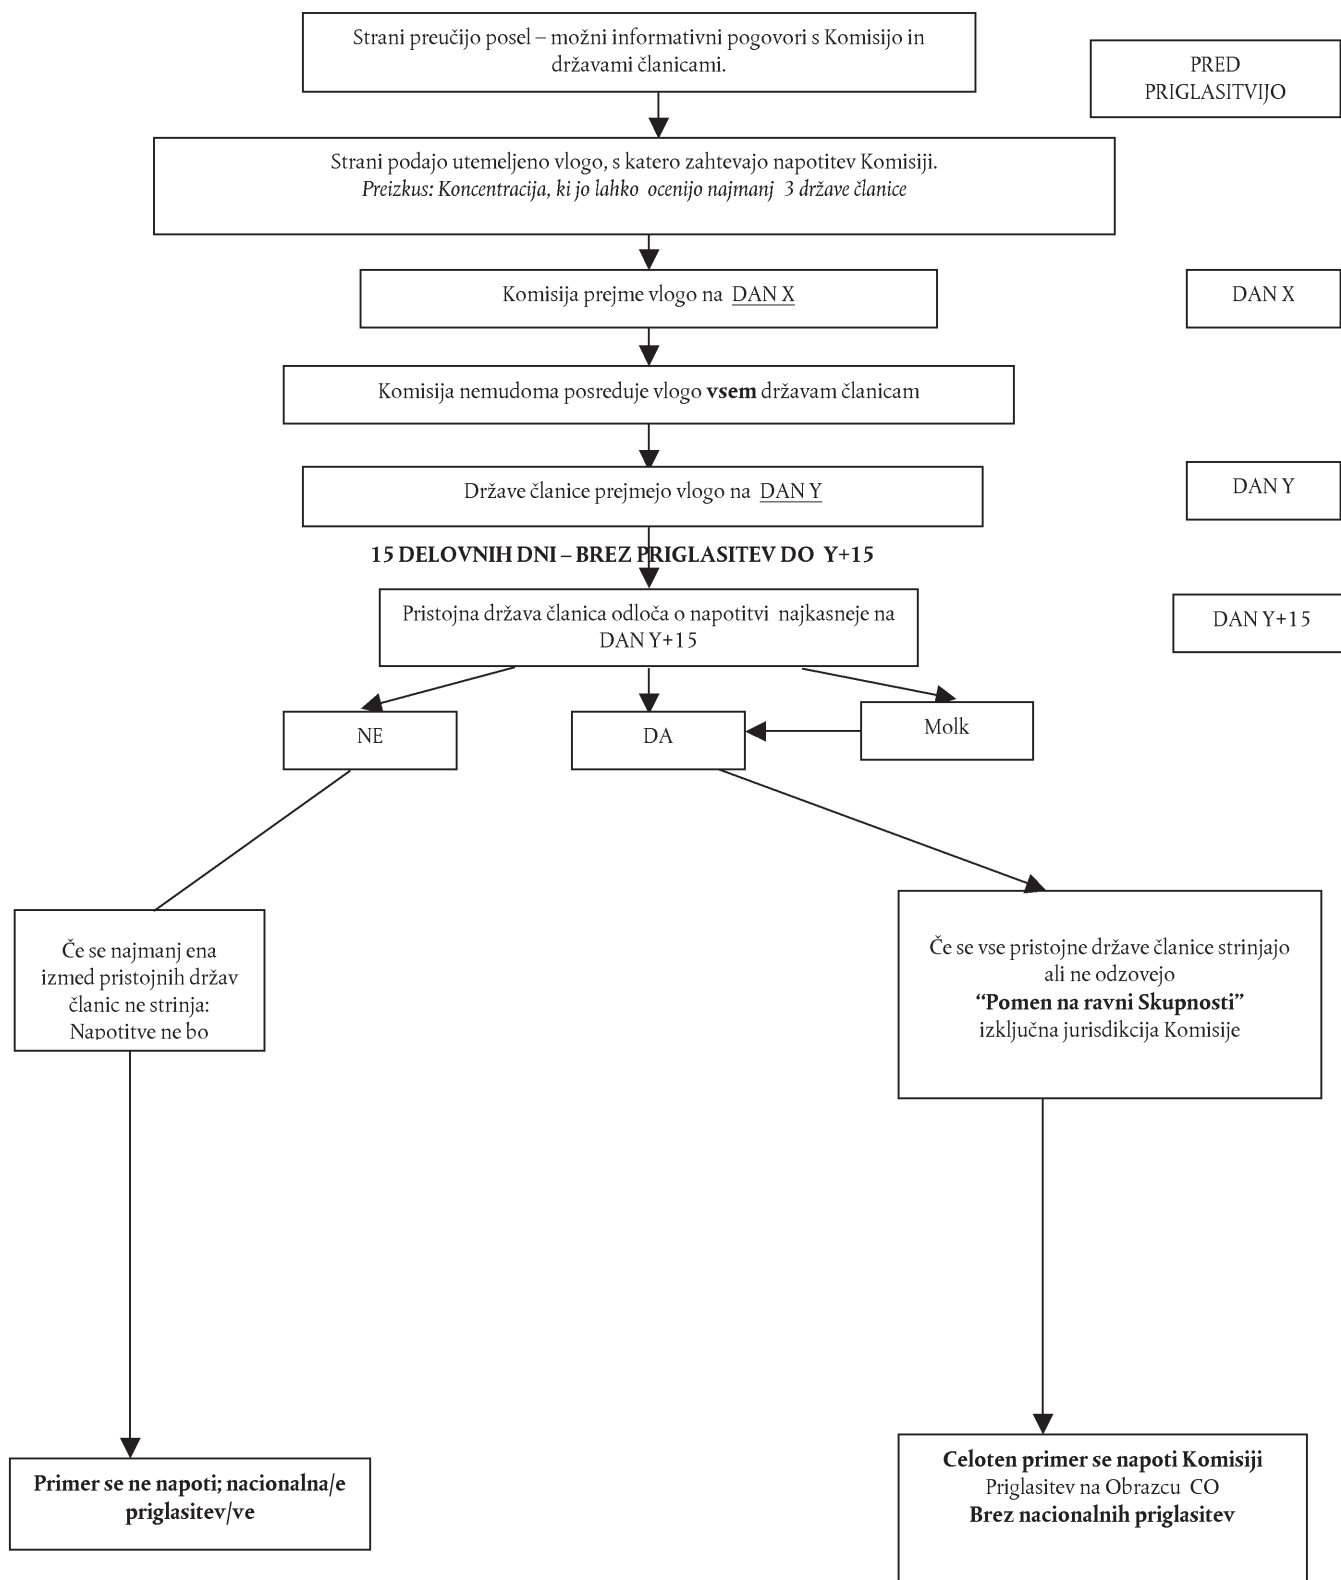 Strani preučijo posel – možni informativni pogovori s Komisijo in
državami članicami.
PRED
PRIGLASITVIJO
Strani podajo utemeljeno vlogo, s katero zahtevajo napotitev Komisiji.
Preizkus: Koncentracija, ki jo lahko ocenijo najmanj 3 države članice
Komisija prejme vlogo na DAN X
DAN X
Komisija nemudoma posreduje vlogo vsem državam članicam
Države članice prejmejo vlogo na DAN Y
DAN Y
15 DELOVNIH DNI – BREZ PRIGLASITEV DO Y+15
Pristojna država članica odloča o napotitvi najkasneje na
DAN Y+15
DAN Y+15
NE
DA
Molk
Če se najmanj ena
izmed pristojnih držav
članic ne strinja:
Napotitve ne bo
Če se vse pristojne države članice strinjajo
ali ne odzovejo
“Pomen na ravni Skupnosti”
izključna jurisdikcija Komisije
Primer se ne napoti; nacionalna/e
priglasitev/ve
Celoten primer se napoti Komisiji
Priglasitev na Obrazcu CO
Brez nacionalnih priglasitev